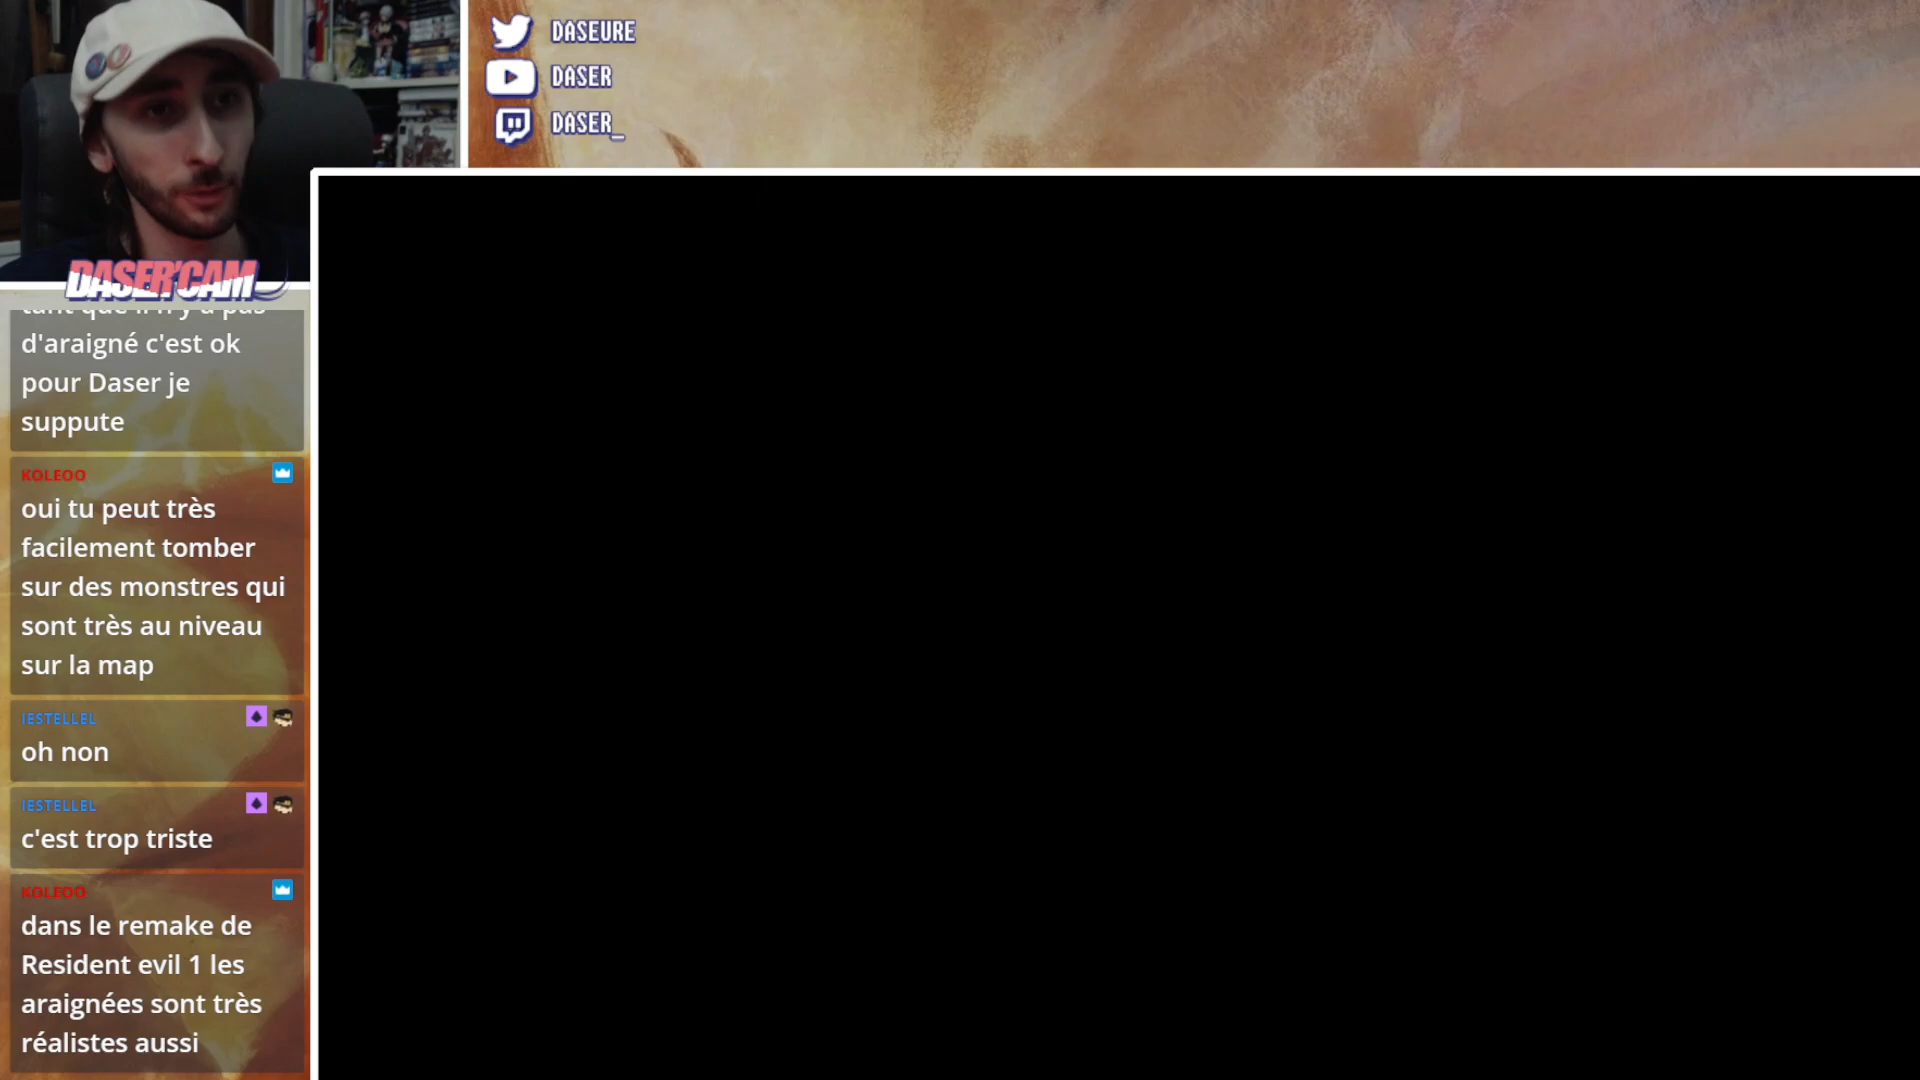 DASEURE
DASER
DASER_
DASER'CAM
d'araigné c'est ok
pour Daser je
suppute
KOLEOO
oui tu peut très
facilement tomber
sur des monstres qui
sont très au niveau
sur la map
IESTELLEL
oh non
IESTELLEL
c'est trop triste
KOLEOO
dans le remake de
Resident evil 1 les
araignées sont très
réalistes aussi